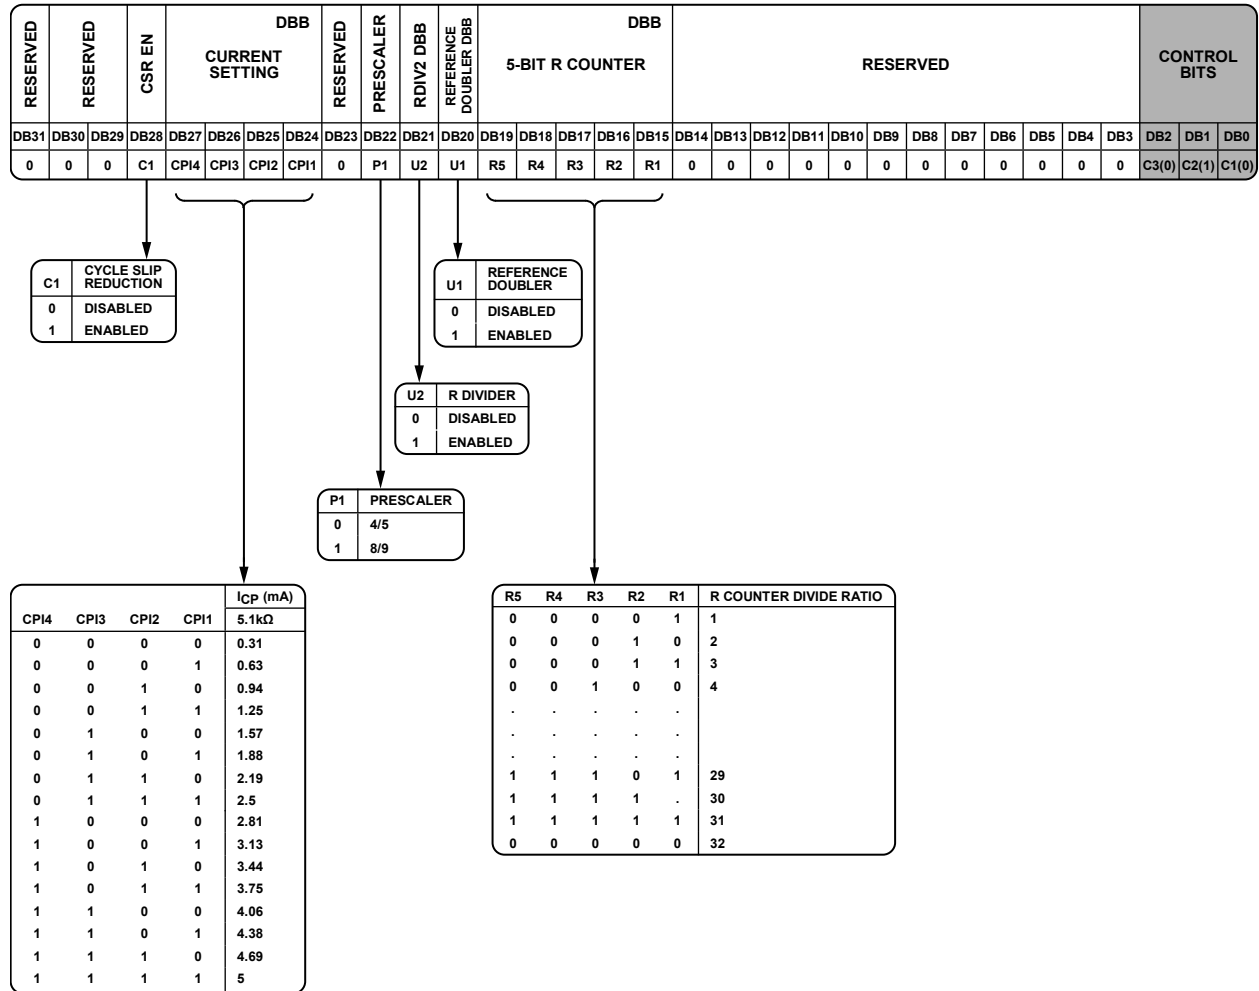 RESERVED
RESERVED
CSR EN
DBB
CURRENT
SETTING
RESERVED
PRESCALER
RDIV2 DBB
REFERENCE
DOUBLER DBB
DBB
5-BIT R COUNTER
RESERVED
CONTROL
BITS
DB31 DB30 DB29 DB28 DB27 DB26 DB25 DB24 DB23 DB22 DB21 DB20 DB19 DB18 DB17 DB16 DB15 DB14 DB13 DB12 DB11 DB10 DB9 DB8 DB7 DB6 DB5 DB4 DB3 DB2 DB1 DB0
0 0 0 C1 CPI4 CPI3 CPI2 CPI1 0 P1 U2 U1 R5 R4 R3 R2 R1 0 0 0 0 0 0 0 0 0 0 0 0 C3(0) C2(1) C1(0)
C1 CYCLE SLIP
REDUCTION
0 DISABLED
1 ENABLED
U1 REFERENCE
DOUBLER
0 DISABLED
1 ENABLED
U2 R DIVIDER
0 DISABLED
1 ENABLED
P1 PRESCALER
0 4/5
1 8/9
ICP (mA)
CPI4 CPI3 CPI2 CPI1 5.1kΩ
0 0 0 0 0.31
0 0 0 1 0.63
0 0 1 0 0.94
0 0 1 1 1.25
0 1 0 0 1.57
0 1 0 1 1.88
0 1 1 0 2.19
0 1 1 1 2.5
1 0 0 0 2.81
1 0 0 1 3.13
1 0 1 0 3.44
1 0 1 1 3.75
1 1 0 0 4.06
1 1 0 1 4.38
1 1 1 0 4.69
1 1 1 1 5
R5 R4 R3 R2 R1 R COUNTER DIVIDE RATIO
0 0 0 0 1 1
0 0 0 1 0 2
0 0 0 1 1 3
0 0 1 0 0 4
. . . . .
. . . . .
. . . . .
1 1 1 0 1 29
1 1 1 1 . 30
1 1 1 1 1 31
0 0 0 0 0 32